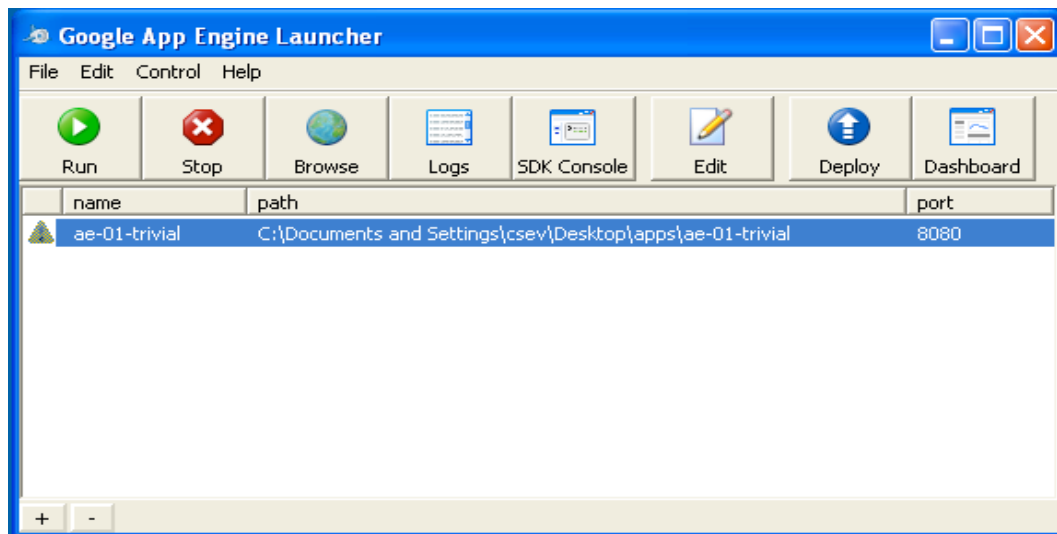 Google App Engine Launcher
File Edit Control Help
Run Stop Browse Logs SDK Console Edit Deploy Dashboard
name path port
ae-01-trivial C:\Documents and Settings\csev\Desktop\apps\ae-01-trivial 8080
+ -